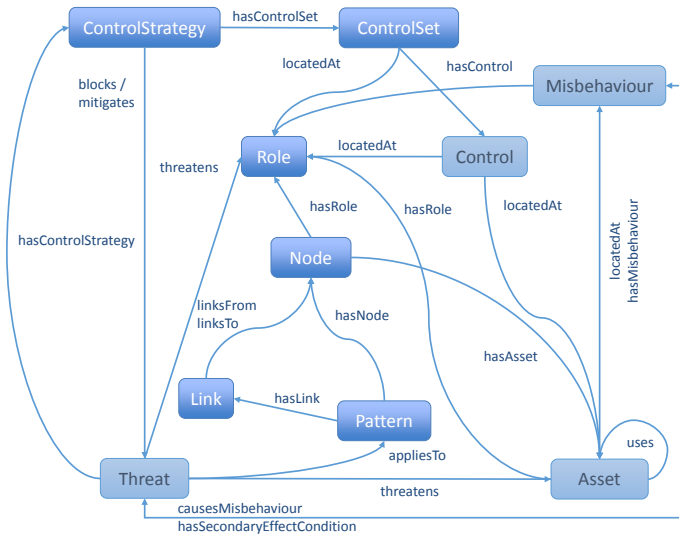 hasControlSet
ControlStrategy
ControlSet
locatedAt
hasControl
blocks /
mitigates
Misbehaviour
threatens
Role
locatedAt
Control
hasRole
hasRole
locatedAt
hasControlStrategy
locatedAt
hasMisbehaviour
Node
linksFrom
linksTo
hasNode
hasAsset
Link
hasLink
Pattern
uses
appliesTo
Threat
threatens
Asset
causesMisbehaviour
hasSecondaryEffectCondition